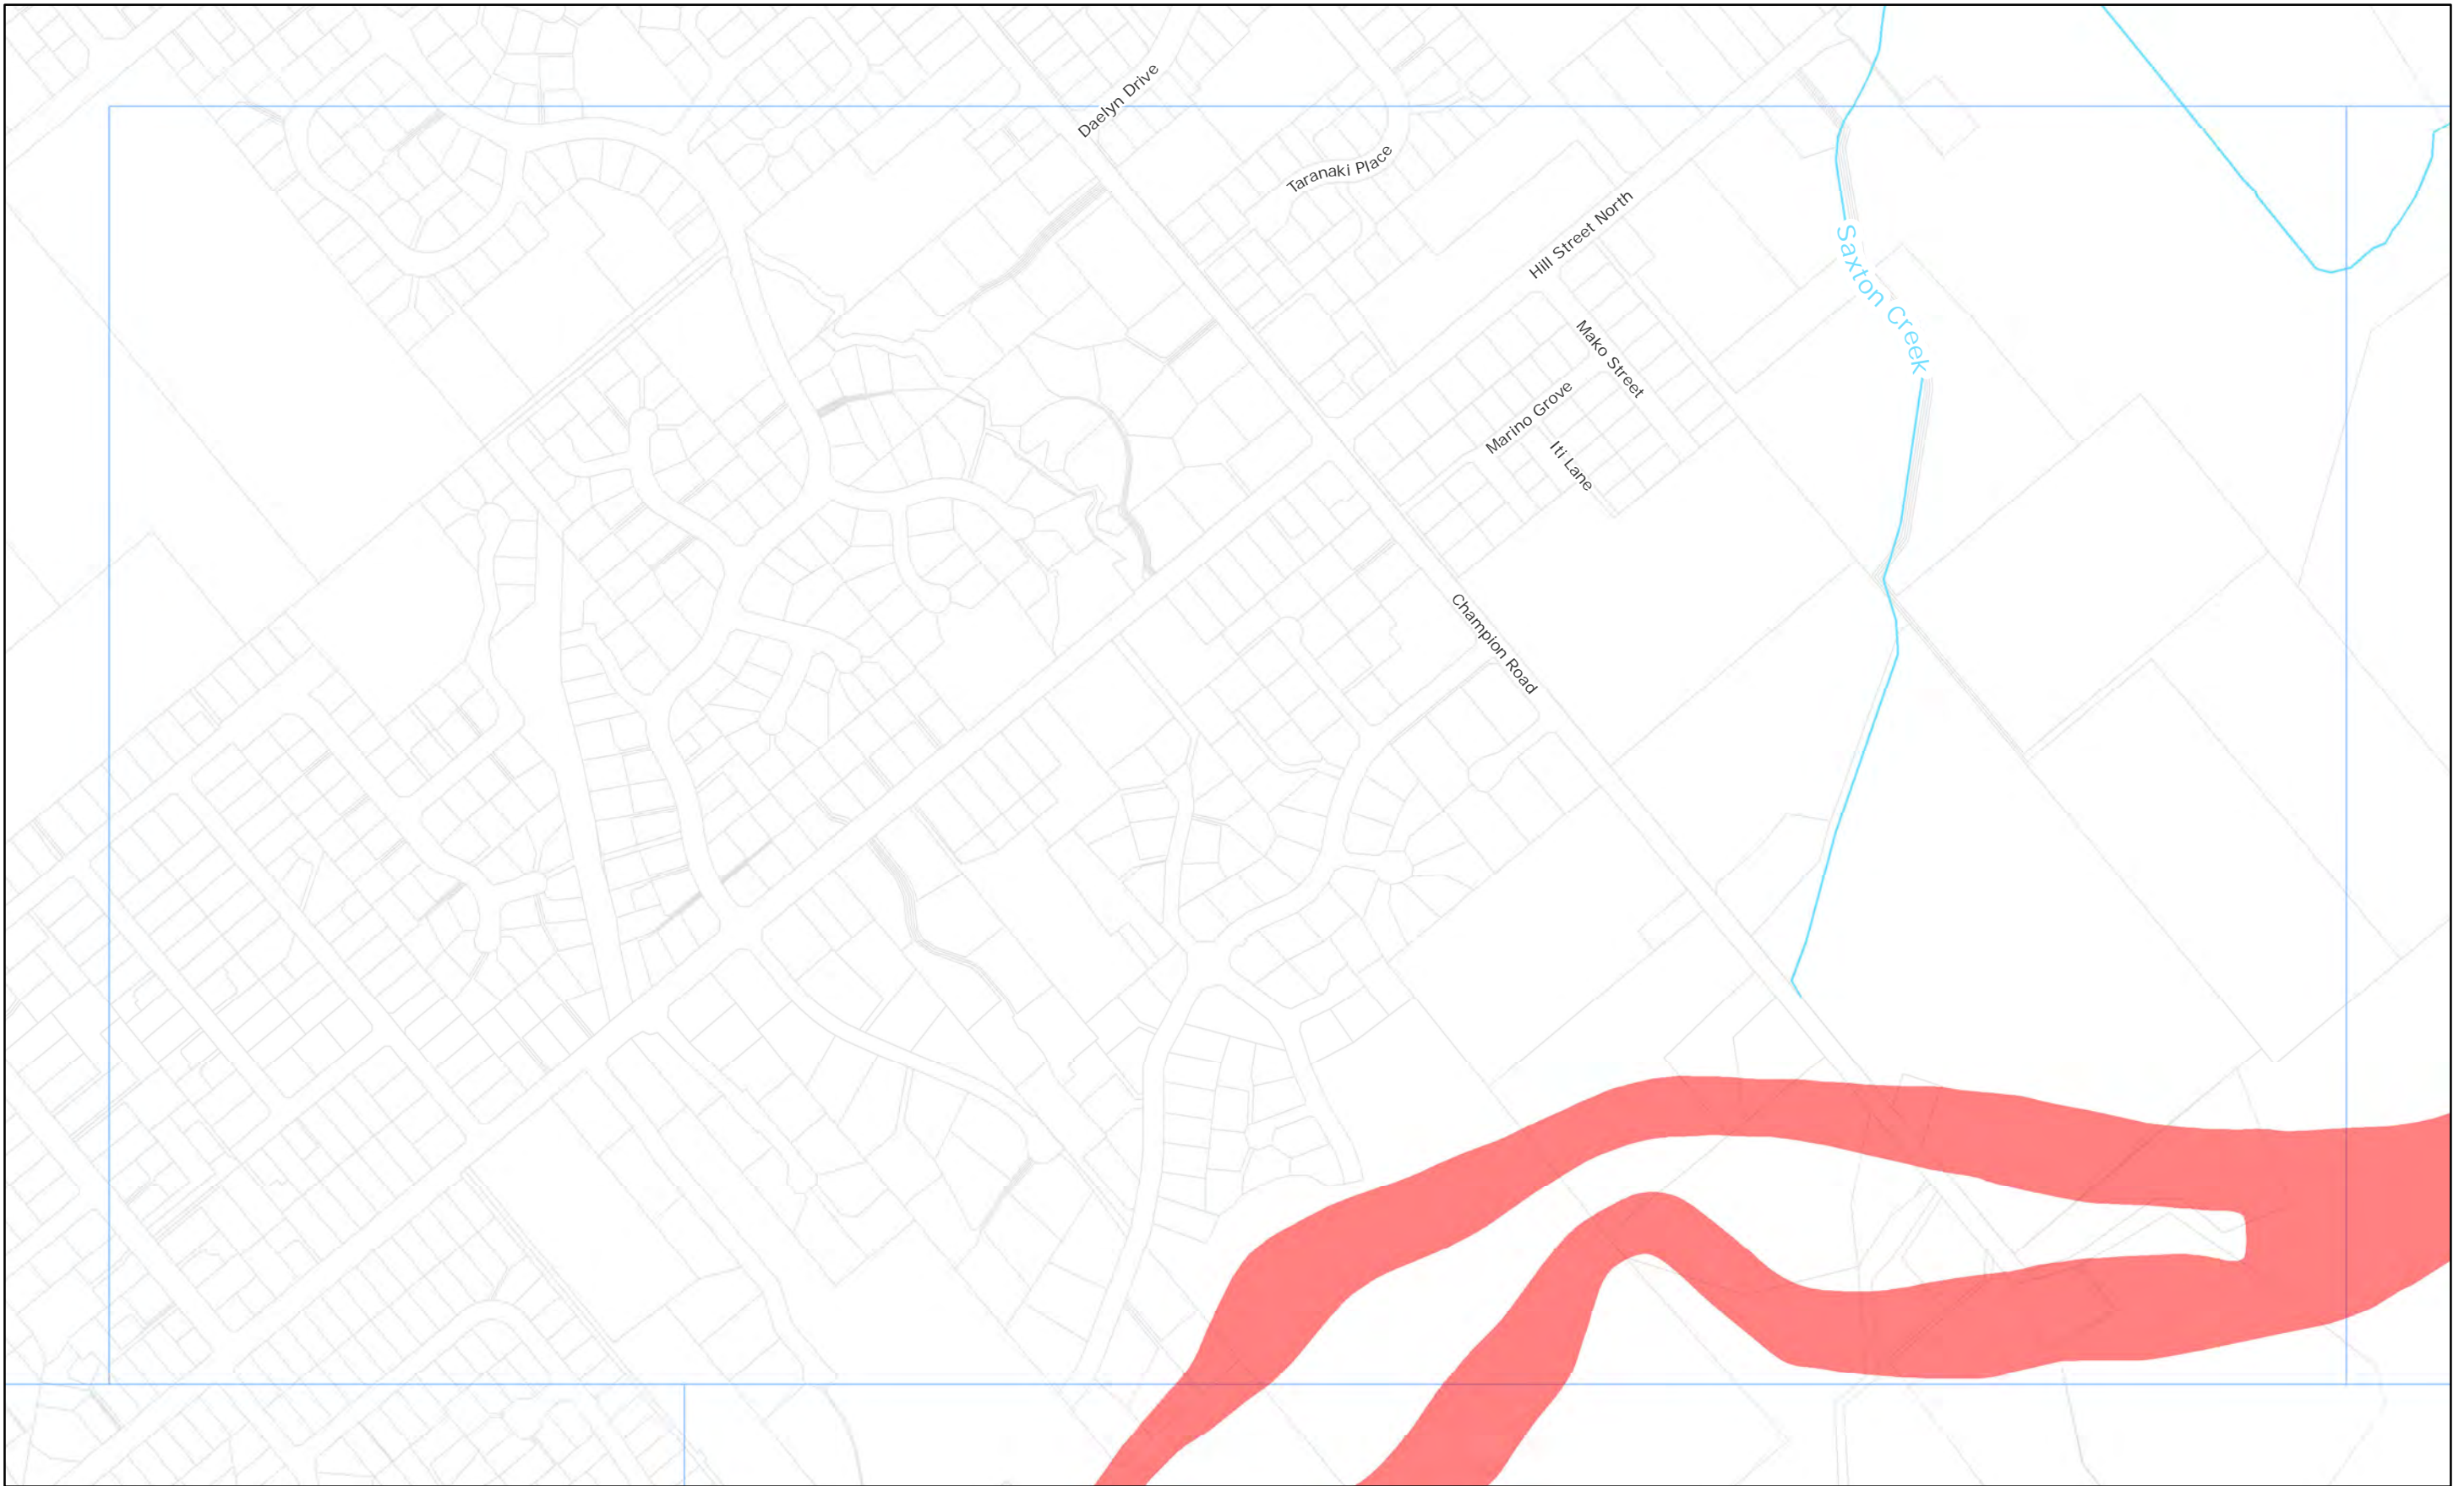 Daelyn Drive
Taranaki Place
Hill Street North
Saxton Creek
Mako Street
Marino Grove
Iti Lane
Champion Road